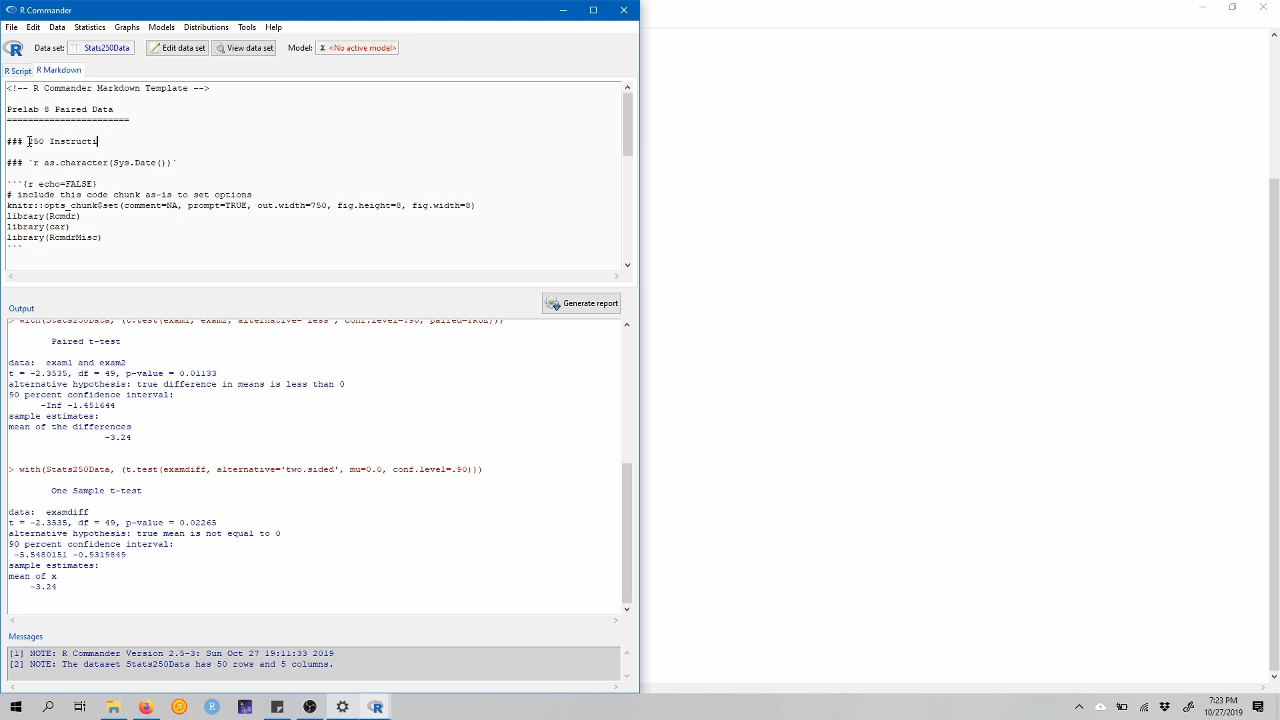 R Commander
File Edit Data Statistics Graphs Models Distributions Tools Help
Data set: Stats250Data Edit data set View data set Model: Σ <No active model>
R Script R Markdown
<!-- R Commander Markdown Template -->
Prelab 8 Paired Data
=======================
### 250 Instructi
### `r as.character(Sys.Date())`
```{r echo=FALSE}
# include this code chunk as-is to set options
knitr::opts_chunk$set(comment=NA, prompt=TRUE, out.width=750, fig.height=8, fig.width=8)
library(Rcmdr)
library(car)
library(RcmdrMisc)
```
Generate report
Output
> with(Stats250Data, (t.test(exam1, exam2, alternative='less', conf.level=.90, paired=TRUE)))
Paired t-test
data:  exam1 and exam2
t = -2.3535, df = 49, p-value = 0.01133
alternative hypothesis: true difference in means is less than 0
90 percent confidence interval:
-Inf -1.451644
sample estimates:
mean of the differences
-3.24
> with(Stats250Data, (t.test(examdiff, alternative='two.sided', mu=0.0, conf.level=.90)))
One Sample t-test
data:  examdiff
t = -2.3535, df = 49, p-value = 0.02265
alternative hypothesis: true mean is not equal to 0
90 percent confidence interval:
-5.5480151 -0.9319849
sample estimates:
mean of x
-3.24
Messages
[1] NOTE: R Commander Version 2.5-3: Sun Oct 27 19:11:33 2019
[2] NOTE: The dataset Stats250Data has 50 rows and 5 columns.
7:23 PM
10/27/2019